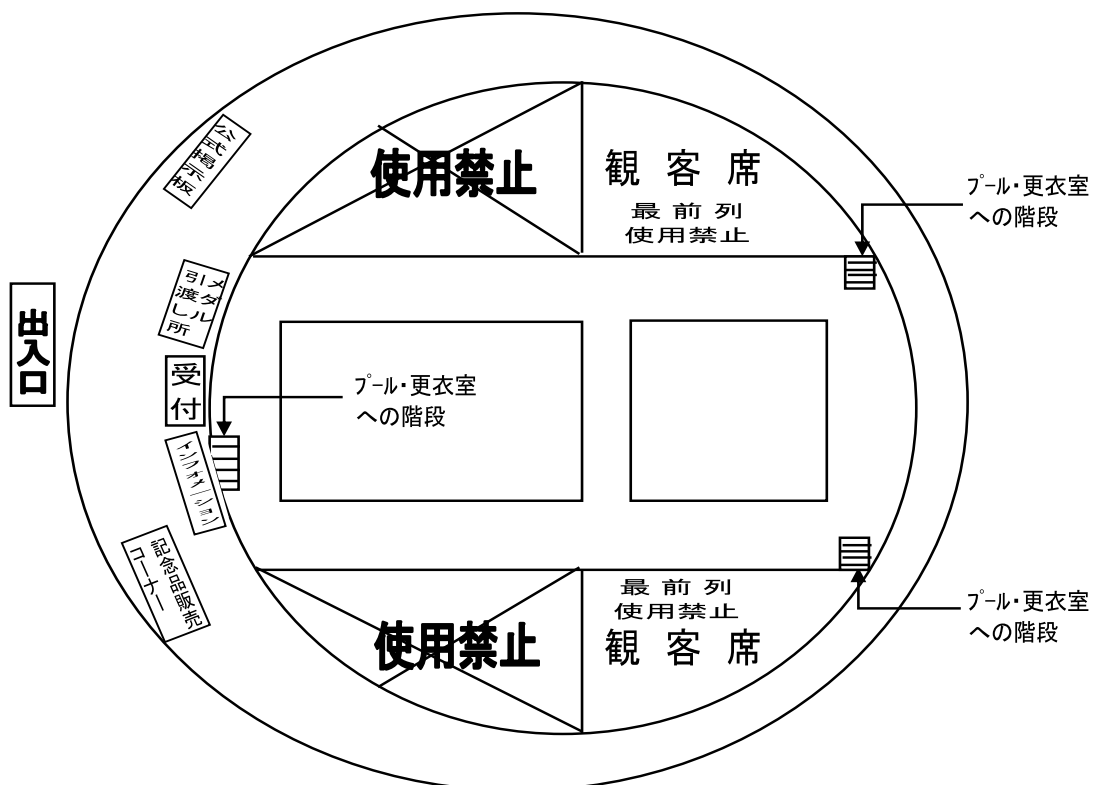 公式掲示板
使用禁止
観客席
最前列
使用禁止
プール・更衣室
への階段
メダル
引渡し所
出入口
受付
プール・更衣室
への階段
インフォメーション
記念品販売
コーナー
最前列
使用禁止
使用禁止
観客席
プール・更衣室
への階段